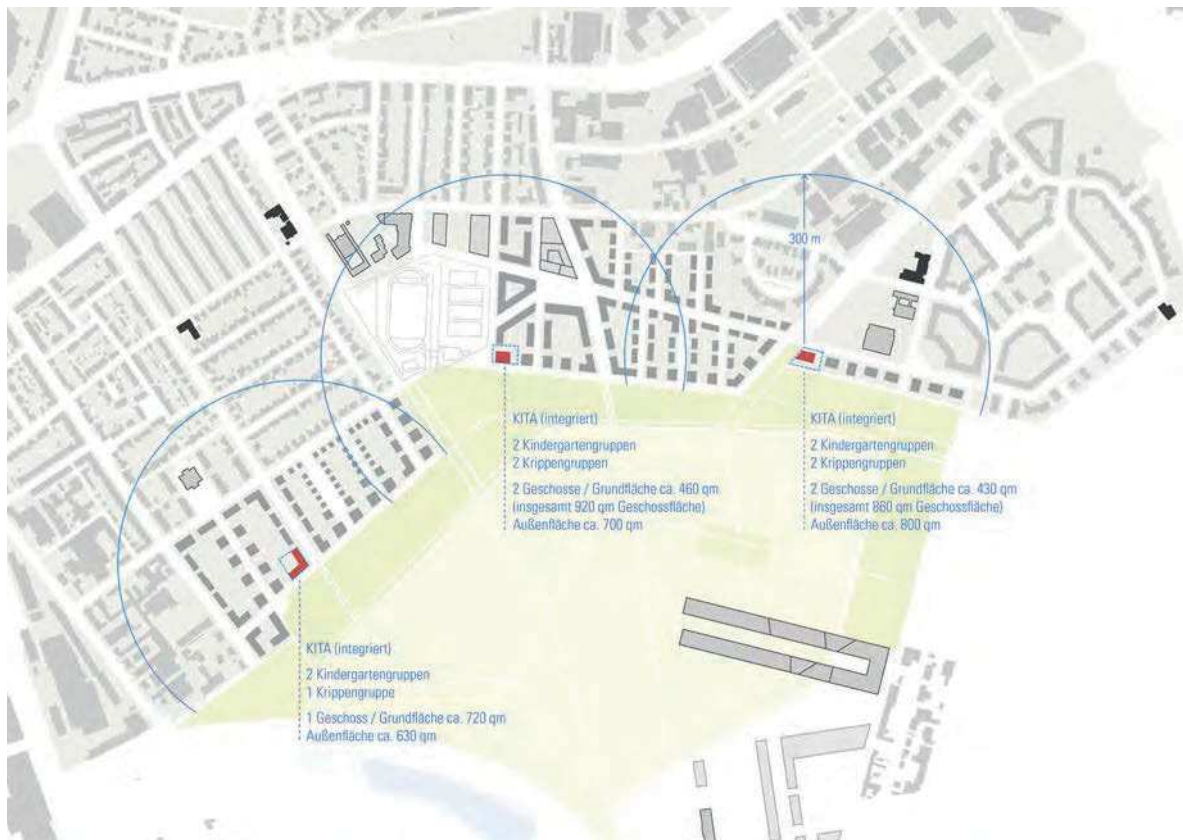 300 m
KITA (integriert)
2 Kindergartengruppen
2 Krippengruppen
2 Geschosse / Grundfläche ca. 460 qm
(insgesamt 920 qm Geschossfläche)
Außenfläche ca. 700 qm
KITA (integriert)
2 Kindergartengruppen
2 Krippengruppen
2 Geschosse / Grundfläche ca. 430 qm
(insgesamt 860 qm Geschossfläche)
Außenfläche ca. 800 qm
KITA (integriert)
2 Kindergartengruppen
1 Krippengruppe
1 Geschoss / Grundfläche ca. 720 qm
Außenfläche ca. 630 qm